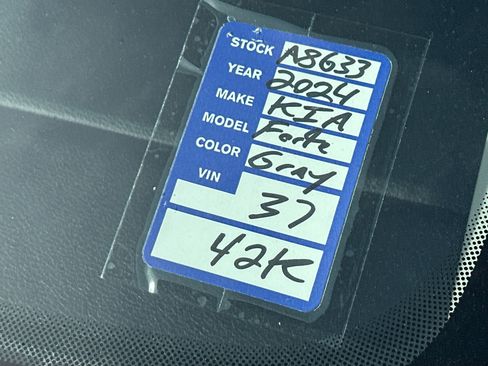 STOCK A8633
YEAR 2024
MAKE KIA
MODEL Forte
COLOR Gray
VIN
37
42K